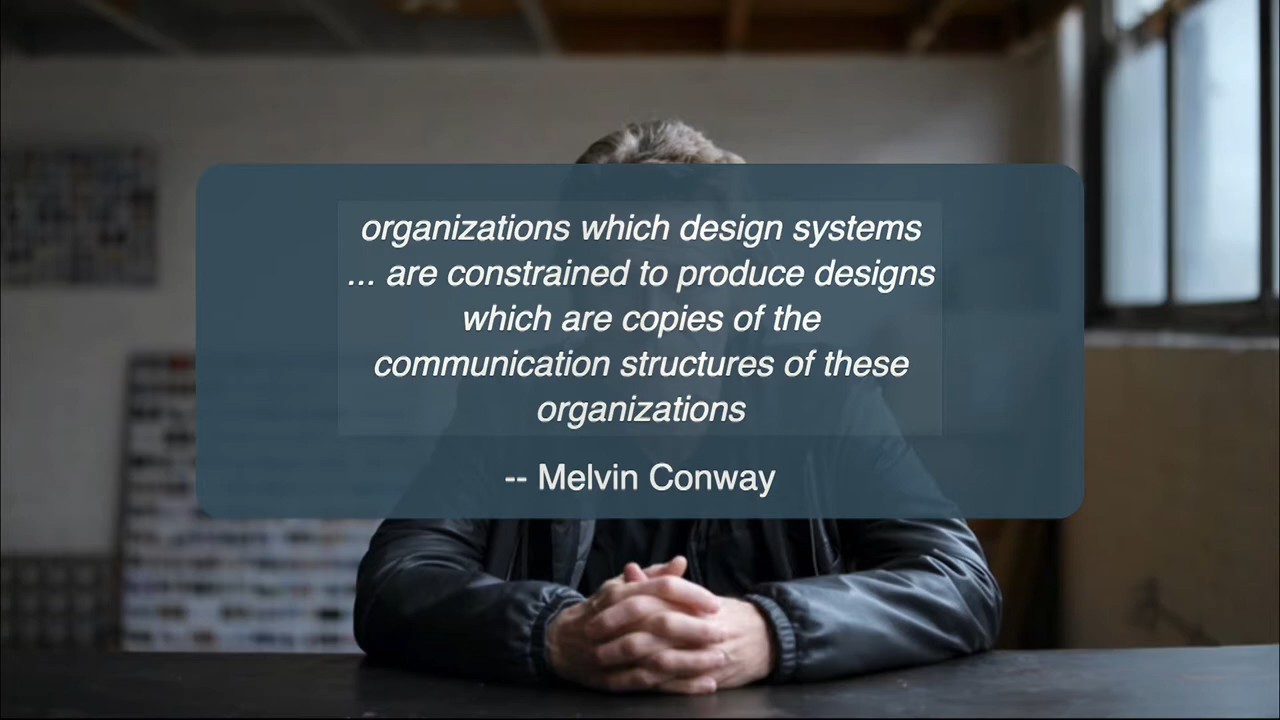 organizations which design systems
... are constrained to produce designs
which are copies of the
communication structures of these
organizations
-- Melvin Conway